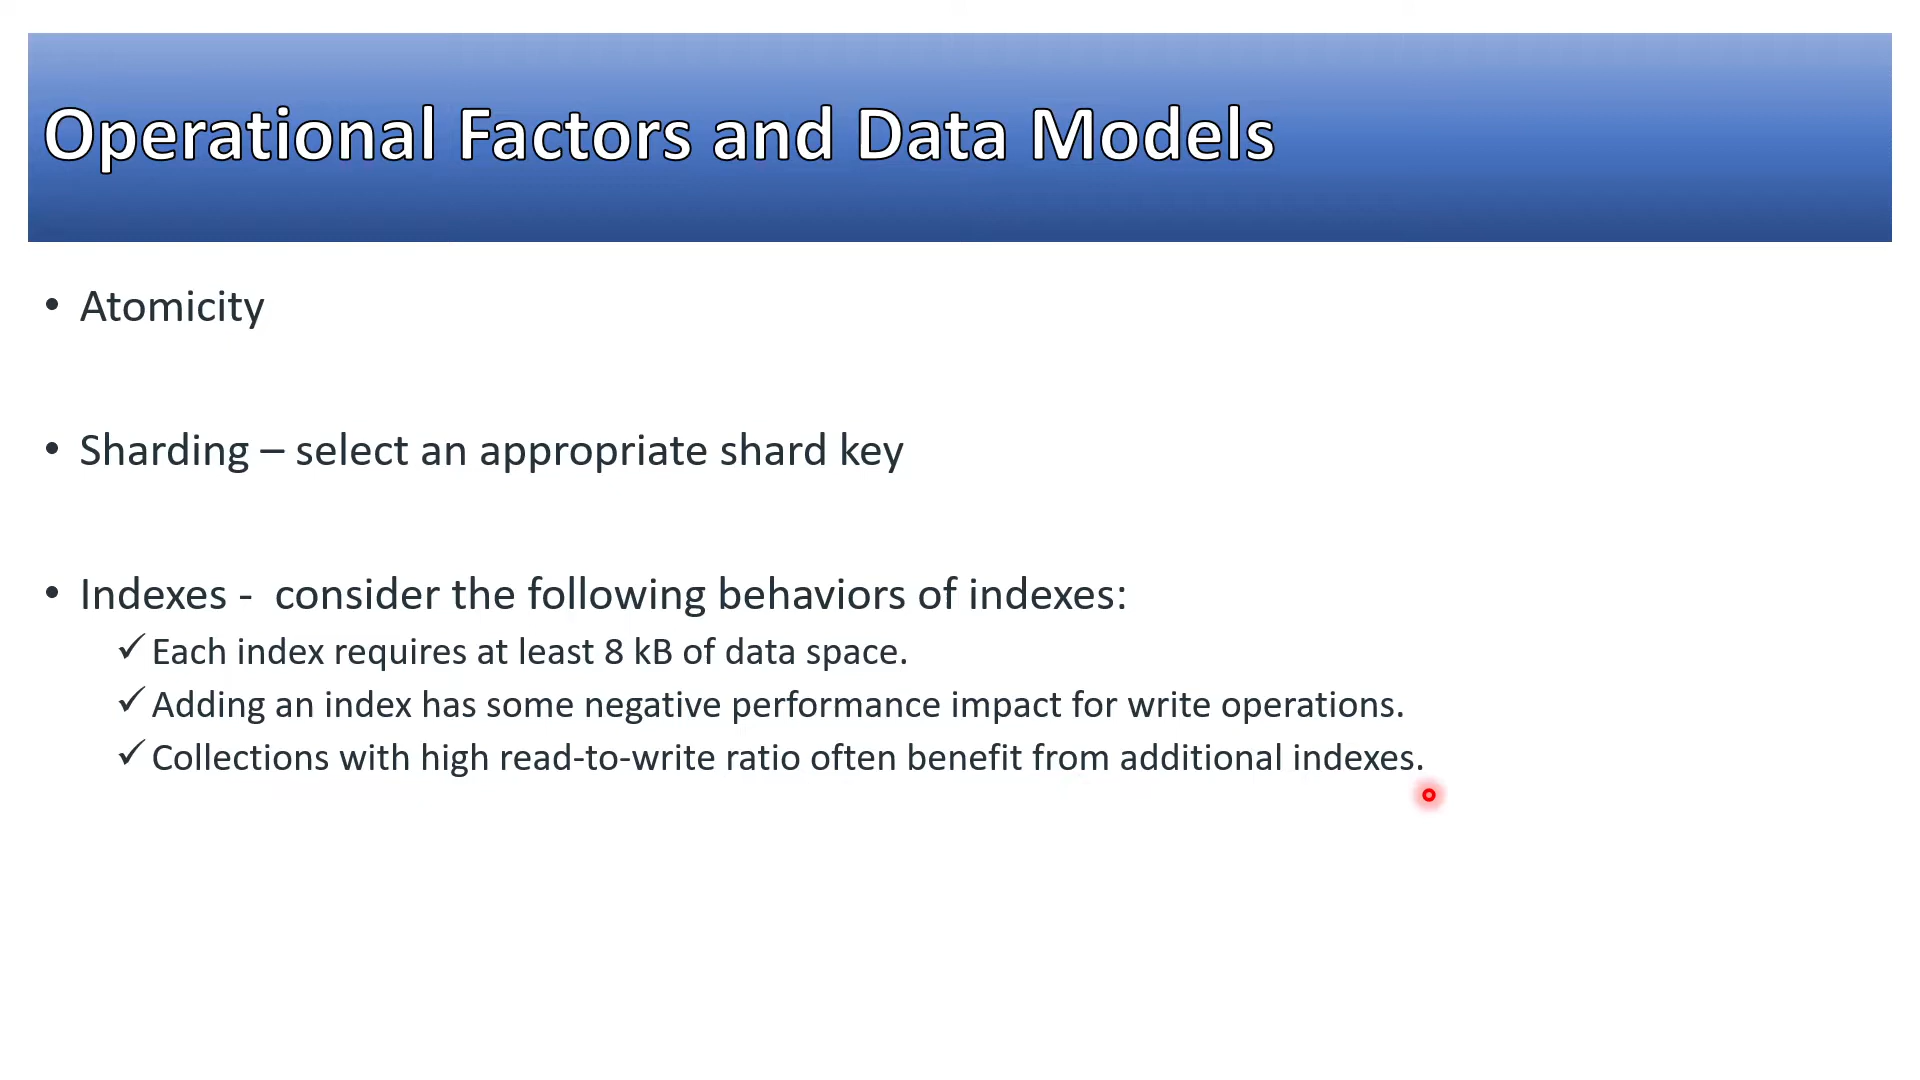 Operational Factors and Data Models
• Atomicity
• Sharding – select an appropriate shard key
• Indexes -  consider the following behaviors of indexes:
✓ Each index requires at least 8 kB of data space.
✓ Adding an index has some negative performance impact for write operations.
✓ Collections with high read-to-write ratio often benefit from additional indexes.